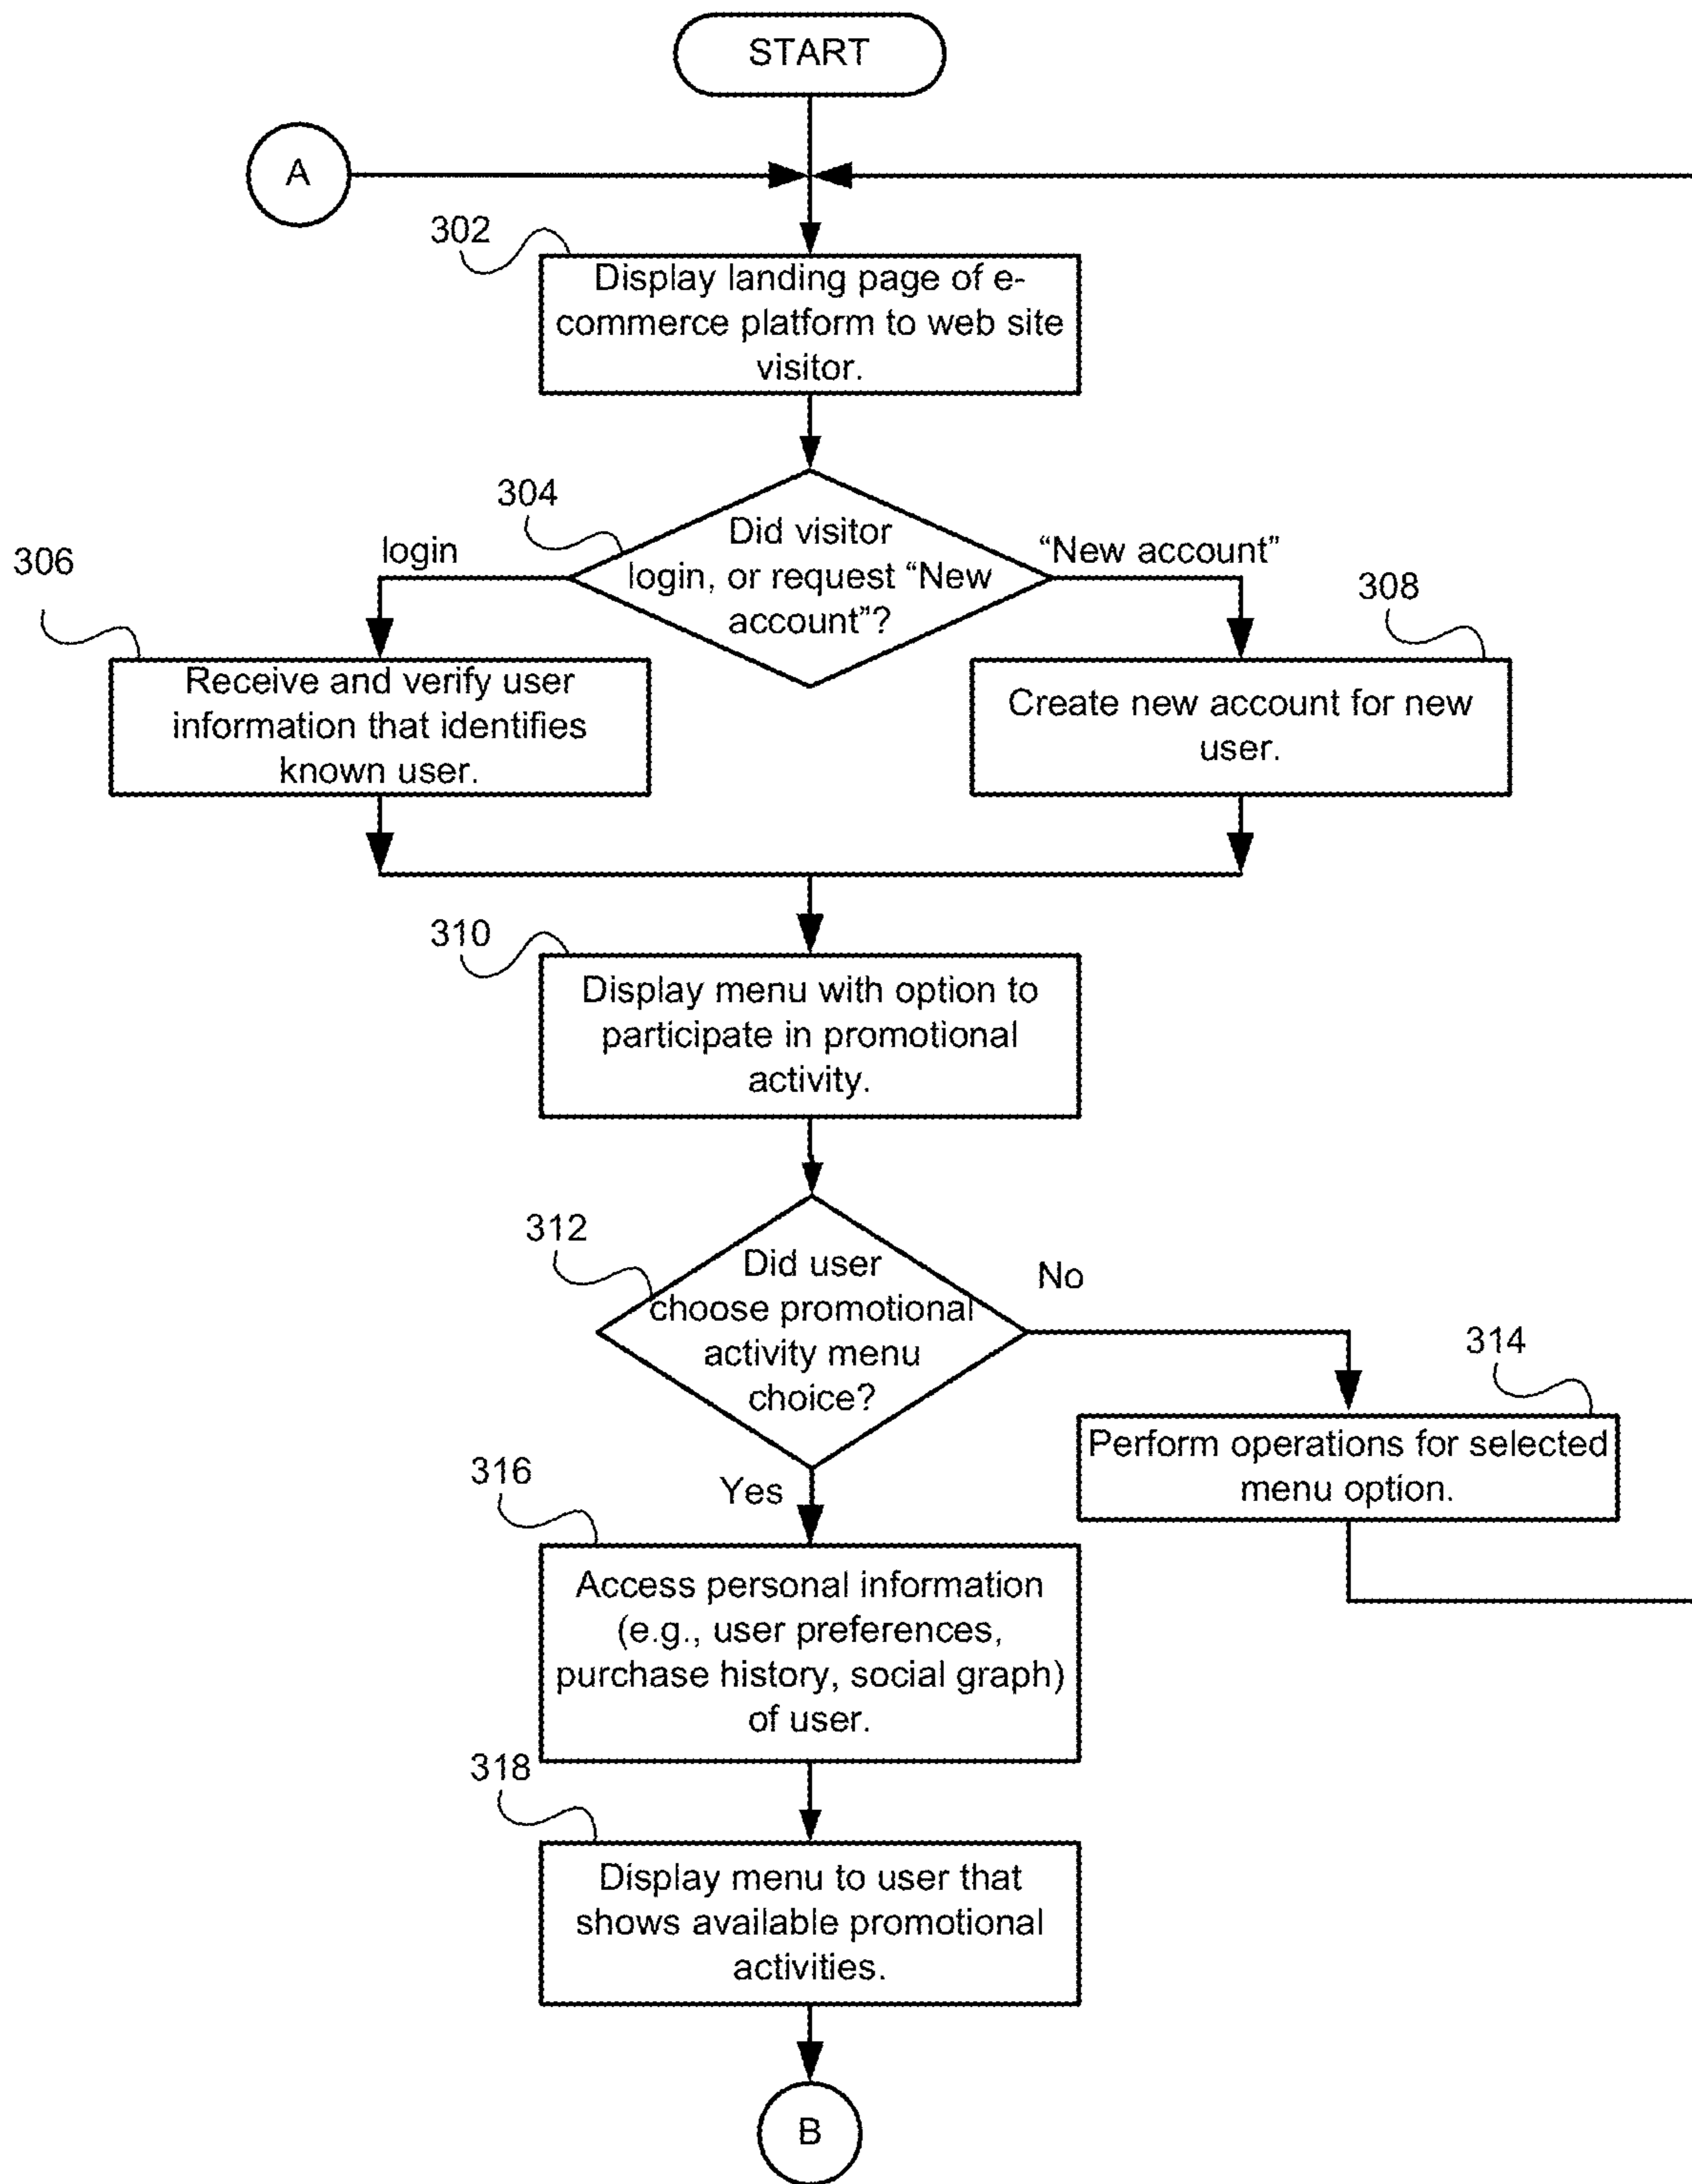 START
A
302
Display landing page of e-
commerce platform to web site
visitor.
304
Did visitor
login, or request “New
account”?
login
“New account”
306
Receive and verify user
information that identifies
known user.
308
Create new account for new
user.
310
Display menu with option to
participate in promotional
activity.
312
Did user
choose promotional
activity menu
choice?
No
314
Perform operations for selected
menu option.
Yes
316
Access personal information
(e.g., user preferences,
purchase history, social graph)
of user.
318
Display menu to user that
shows available promotional
activities.
B